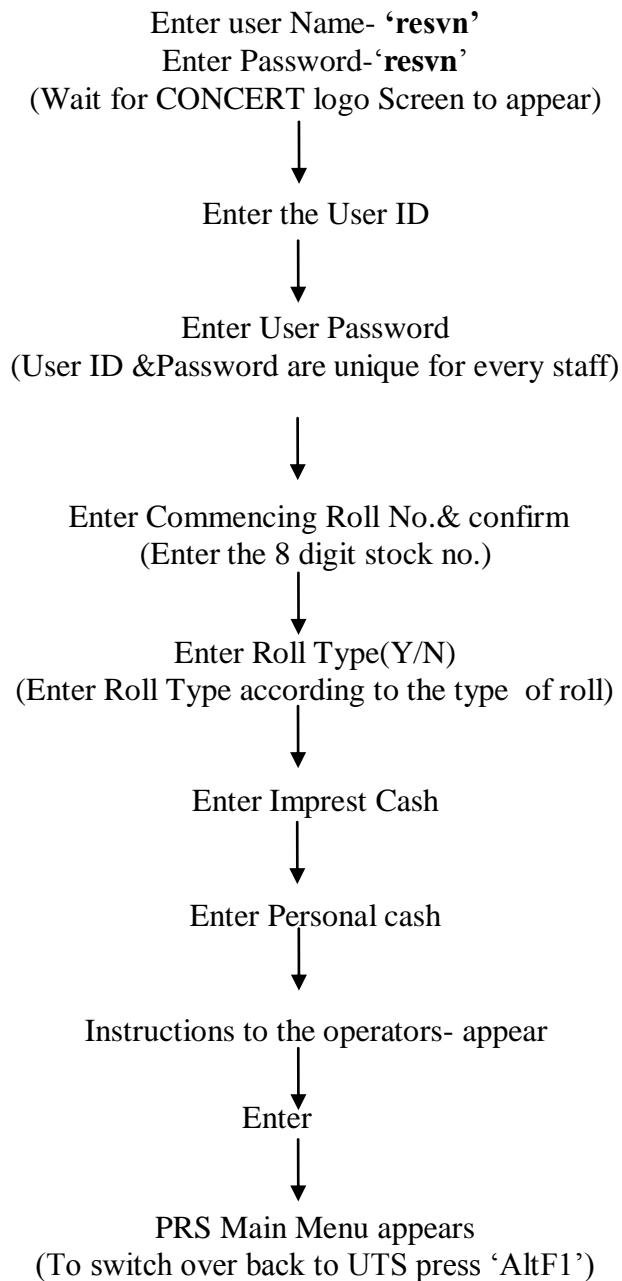 Enter user Name- ‘resvn’
Enter Password-‘resvn’
(Wait for CONCERT logo Screen to appear)
Enter the User ID
Enter User Password
(User ID &Password are unique for every staff)
Enter Commencing Roll No.& confirm
(Enter the 8 digit stock no.)
Enter Roll Type(Y/N)
(Enter Roll Type according to the type of roll)
Enter Imprest Cash
Enter Personal cash
Instructions to the operators- appear
Enter
PRS Main Menu appears
(To switch over back to UTS press ‘AltF1’)